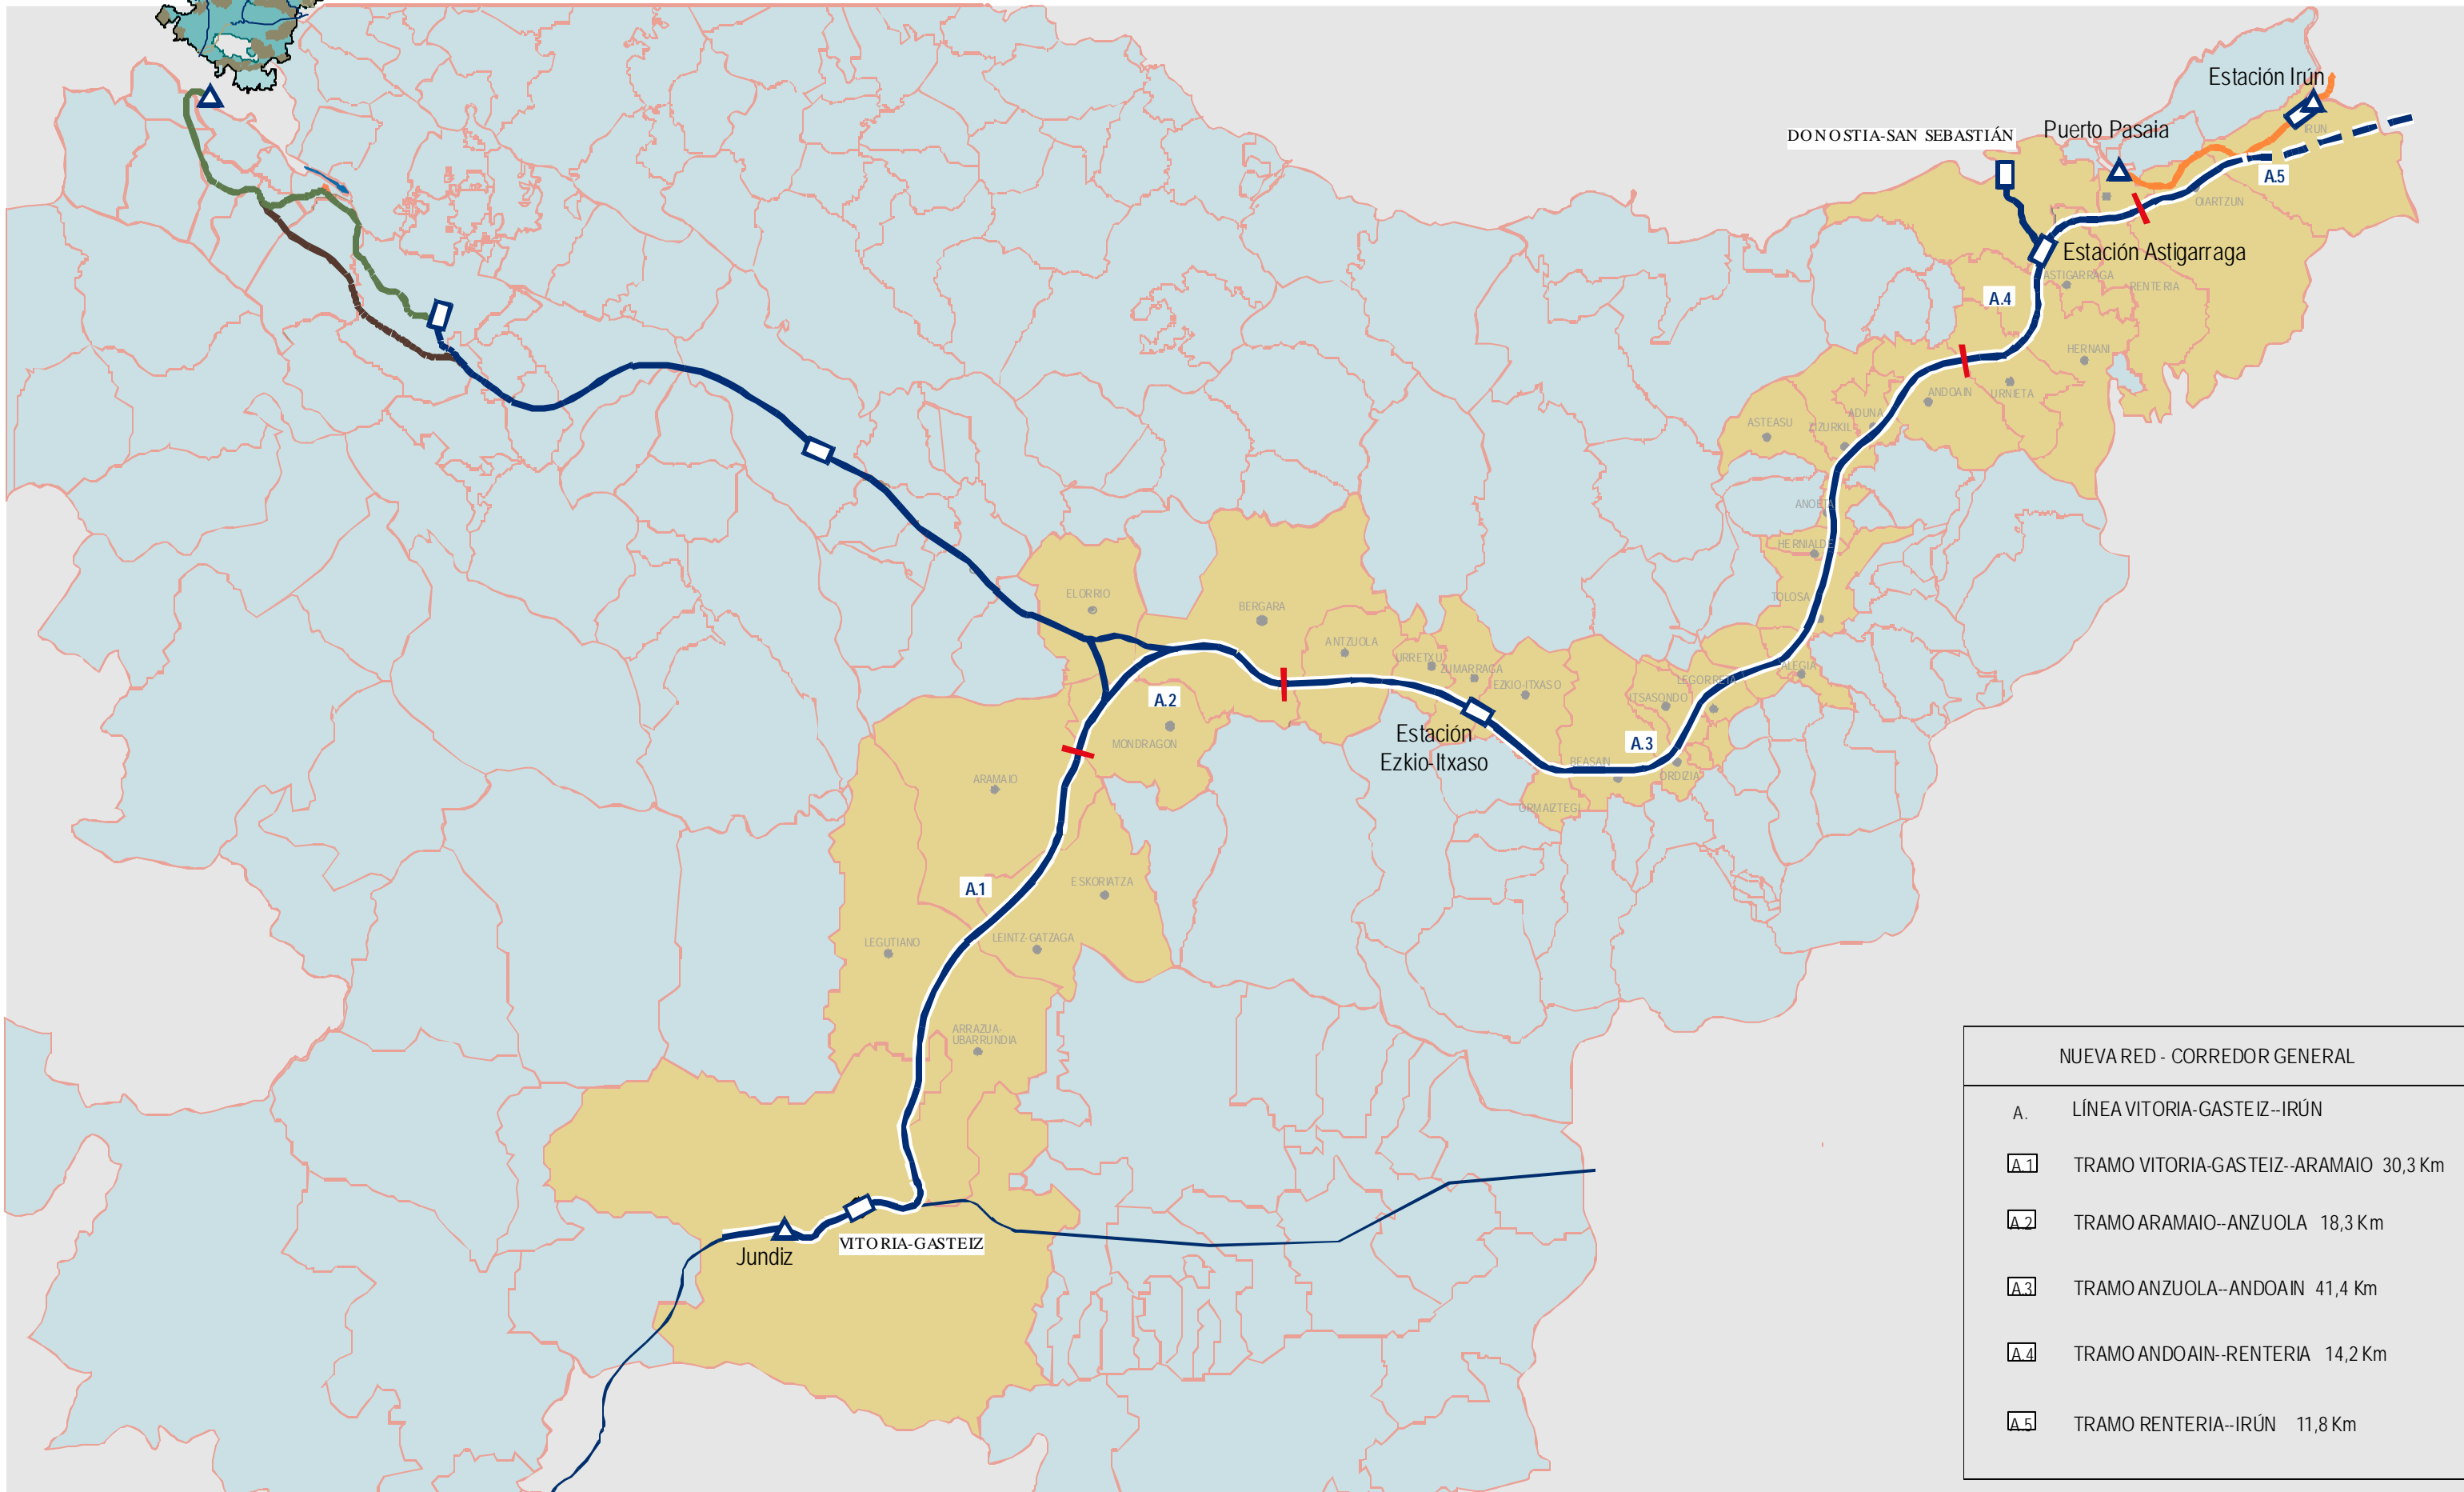 Estación Irún
IRUN
DONOSTIA-SAN SEBASTIÁN
Puerto Pasaia
A.5
OIARTZUN
Estación Astigarraga
ASTIGARRAGA
RENTERIA
A.4
HERNANI
ANDOAIN
URNIETA
ADUNA
ASTEASU
ZIZURKIL
ANOETA
HERNIALDE
TOLOSA
ELORRIO
BERGARA
ANTZUOLA
URRETXU
ZUMARRAGA
ALEGIA
LEGORRETA
EZKIO-ITXASO
ITSASONDO
A.2
Estación
Ezkio-Itxaso
MONDRAGON
A.3
BEASAIN
ORDIZIA
ARAMAIO
ORMAIZTEGI
A.1
ESKORIATZA
LEGUTIANO
LEINTZ-GATZAGA
ARRAZUA-
UBARRUNDIA
VITORIA-GASTEIZ
Jundiz
NUEVA RED - CORREDOR GENERAL
A. LÍNEA VITORIA-GASTEIZ--IRÚN
A.1 TRAMO VITORIA-GASTEIZ--ARAMAIO 30,3 Km
A.2 TRAMO ARAMAIO--ANZUOLA 18,3 Km
A.3 TRAMO ANZUOLA--ANDOAIN 41,4 Km
A.4 TRAMO ANDOAIN--RENTERIA 14,2 Km
A.5 TRAMO RENTERIA--IRÚN 11,8 Km